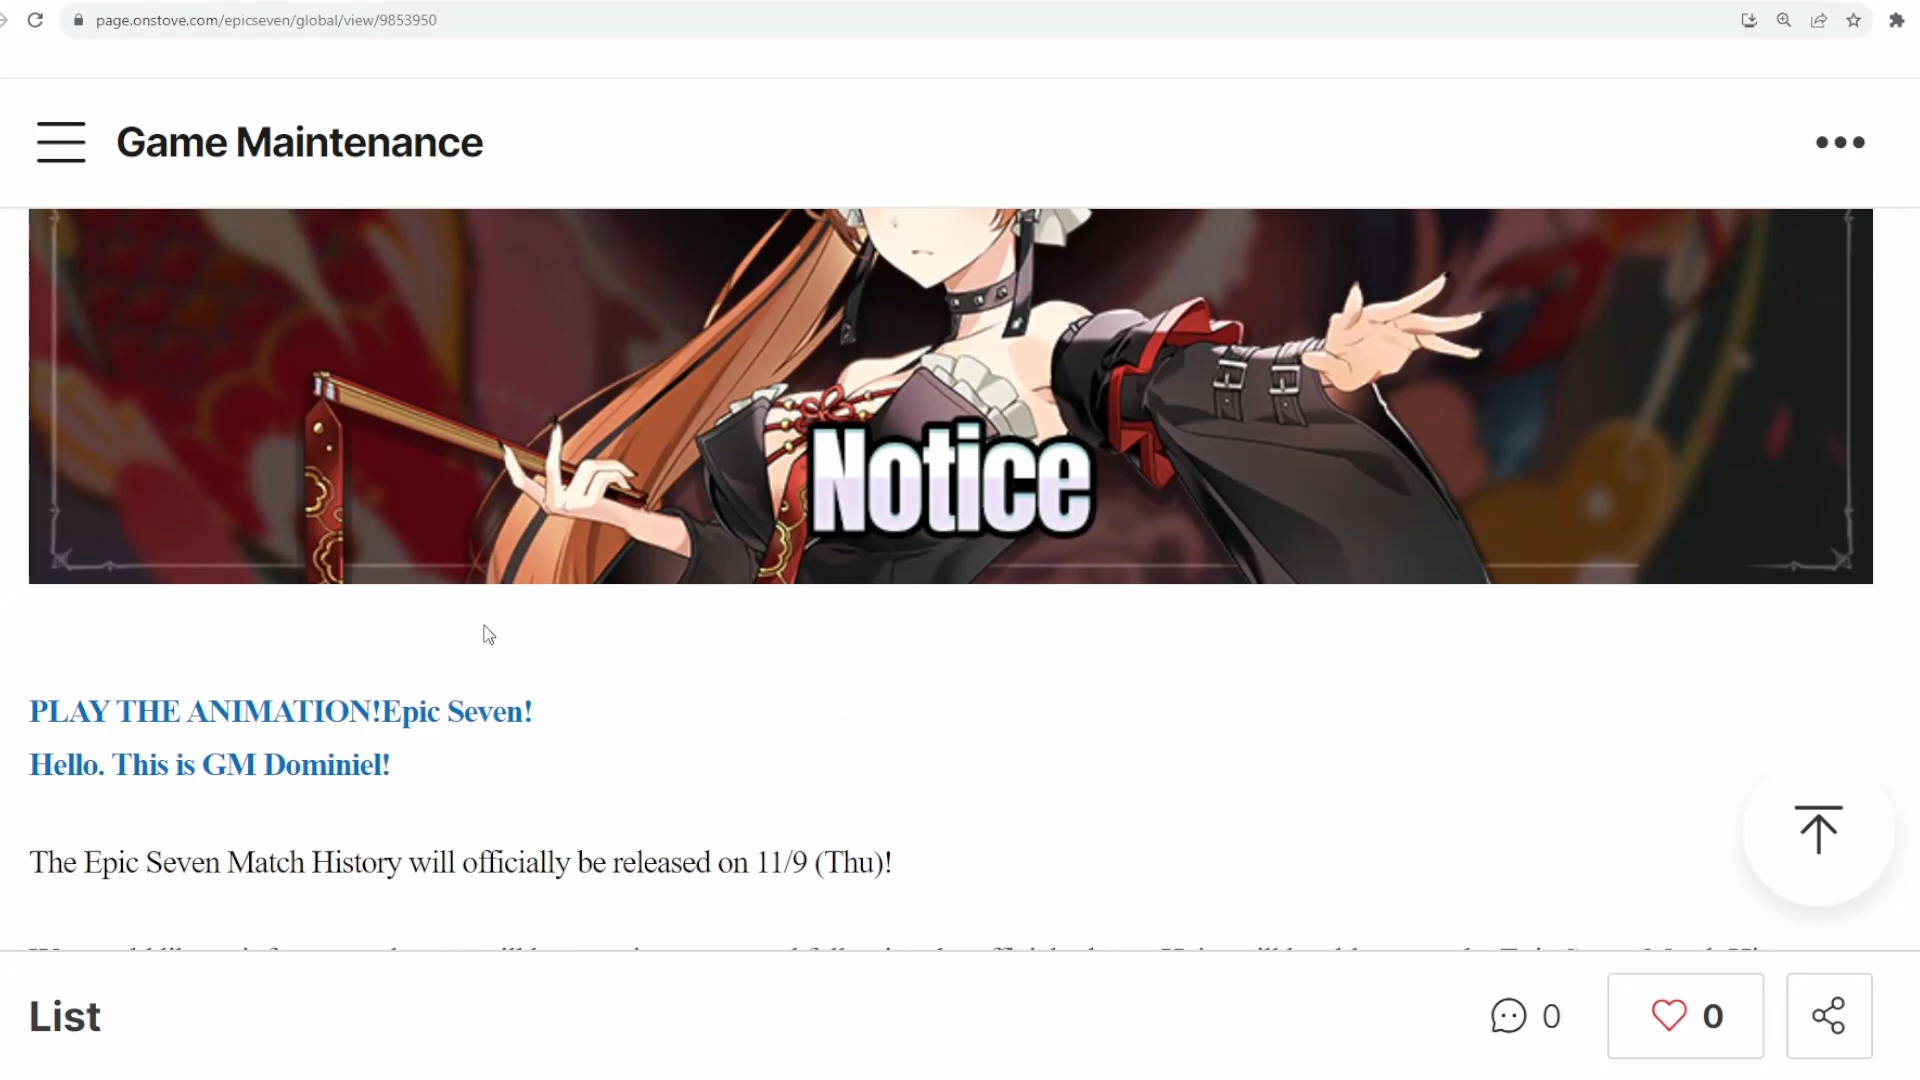 page.onstove.com/epicseven/global/view/9853950
Game Maintenance
Notice
PLAY THE ANIMATION!Epic Seven!
Hello. This is GM Dominiel!
The Epic Seven Match History will officially be released on 11/9 (Thu)!
List
0
0